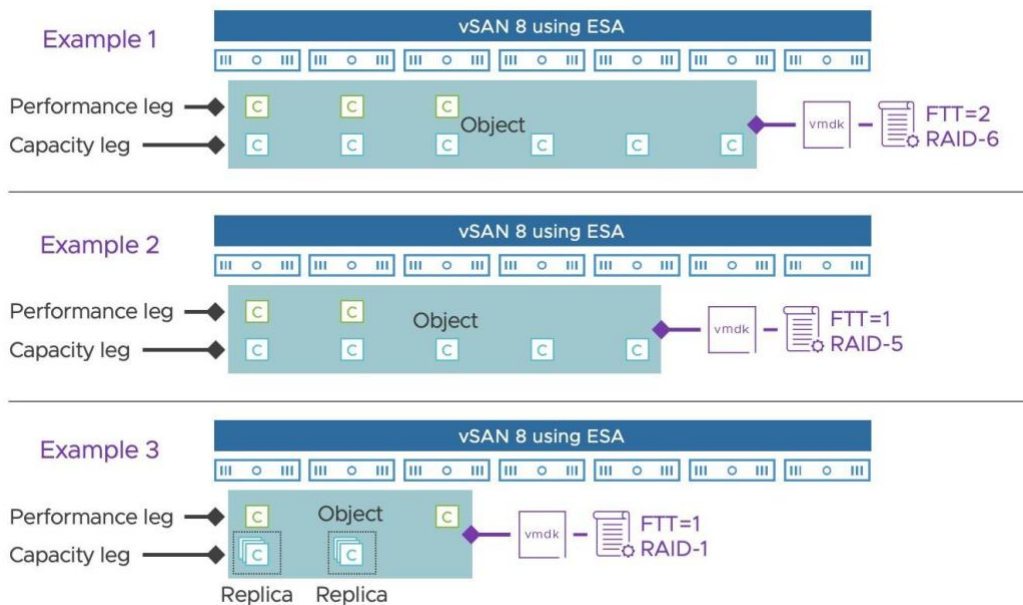 Example 1
vSAN 8 using ESA
Performance leg
C C C
Object
Capacity leg
C C C C C C
vmdk
FTT=2
RAID-6
Example 2
vSAN 8 using ESA
Performance leg
C C
Object
Capacity leg
C C C C C
vmdk
FTT=1
RAID-5
Example 3
vSAN 8 using ESA
Performance leg
C Object C
Capacity leg
C C
vmdk
FTT=1
RAID-1
Replica Replica